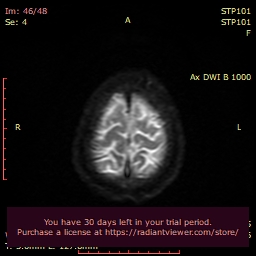 Im: 46/48
Se: 4
A
STP101
STP101
F
Ax DWI B 1000
R
L
You have 30 days left in your trial period.
Purchase a license at https://radiantviewer.com/store/